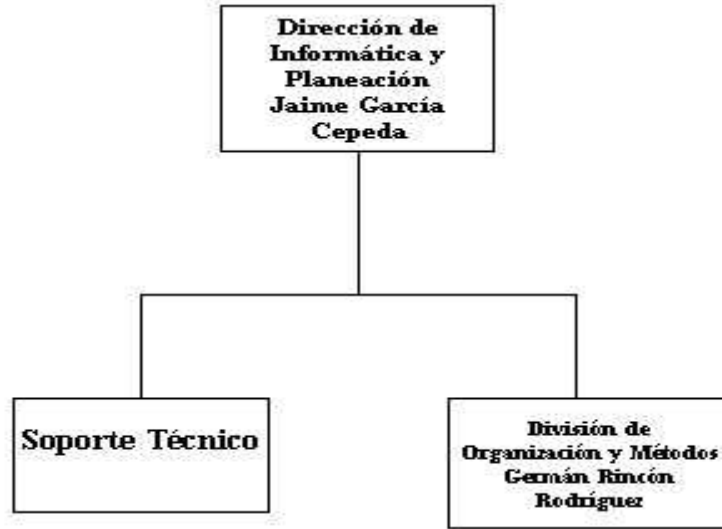 Dirección de
Informática y
Planeación
Jaime García
Cepeda
Soporte Técnico
División de
Organización y Métodos
Germán Rincón
Rodríguez